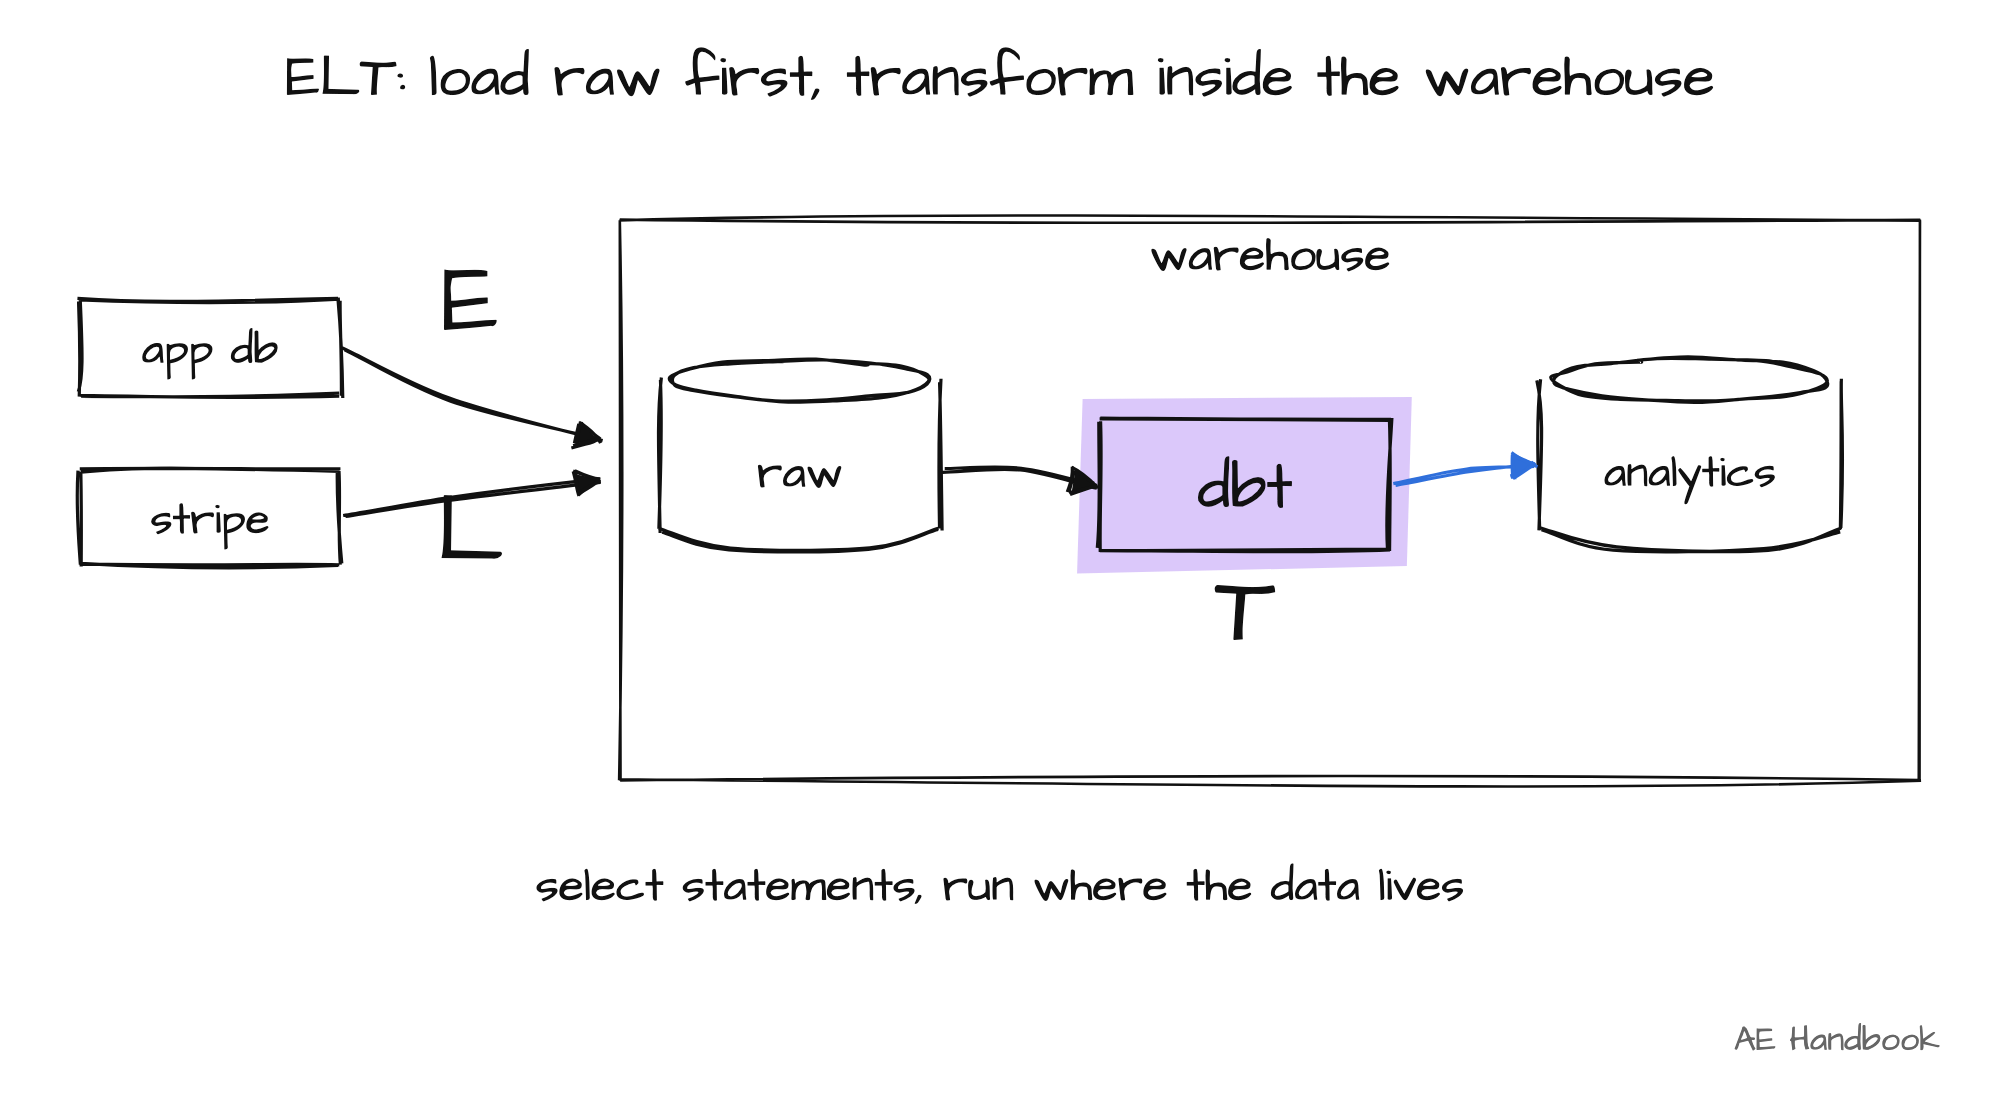 ELT: load raw first, transform inside the warehouse
warehouse
E
app db
stripe
L
raw
dbt
analytics
T
select statements, run where the data lives
AE Handbook